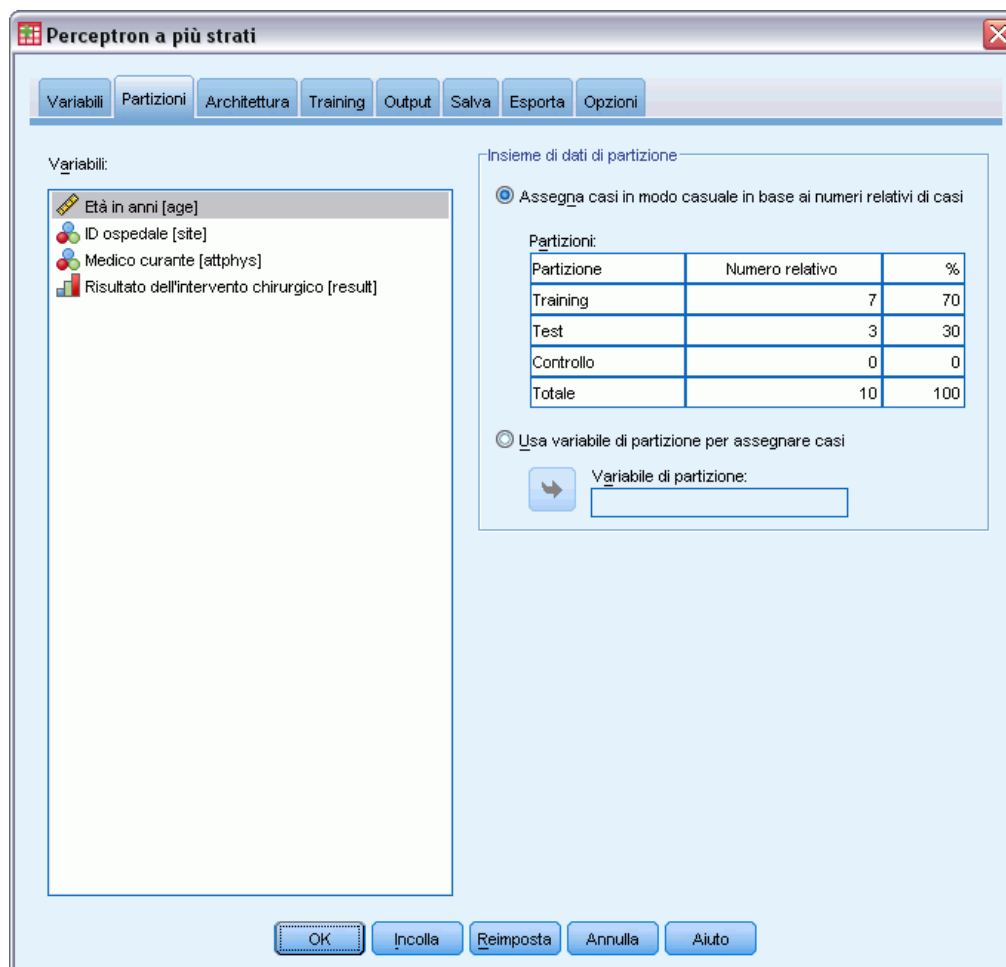 Perceptron a più strati
Variabili Partizioni Architettura Training Output Salva Esporta Opzioni
Variabili:
Età in anni [age]
ID ospedale [site]
Medico curante [attphys]
Risultato dell'intervento chirurgico [result]
Insieme di dati di partizione
Assegna casi in modo casuale in base ai numeri relativi di casi
Partizioni:
Partizione Numero relativo %
Training 7 70
Test 3 30
Controllo 0 0
Totale 10 100
Usa variabile di partizione per assegnare casi
Variabile di partizione:
OK Incolla Reimposta Annulla Aiuto